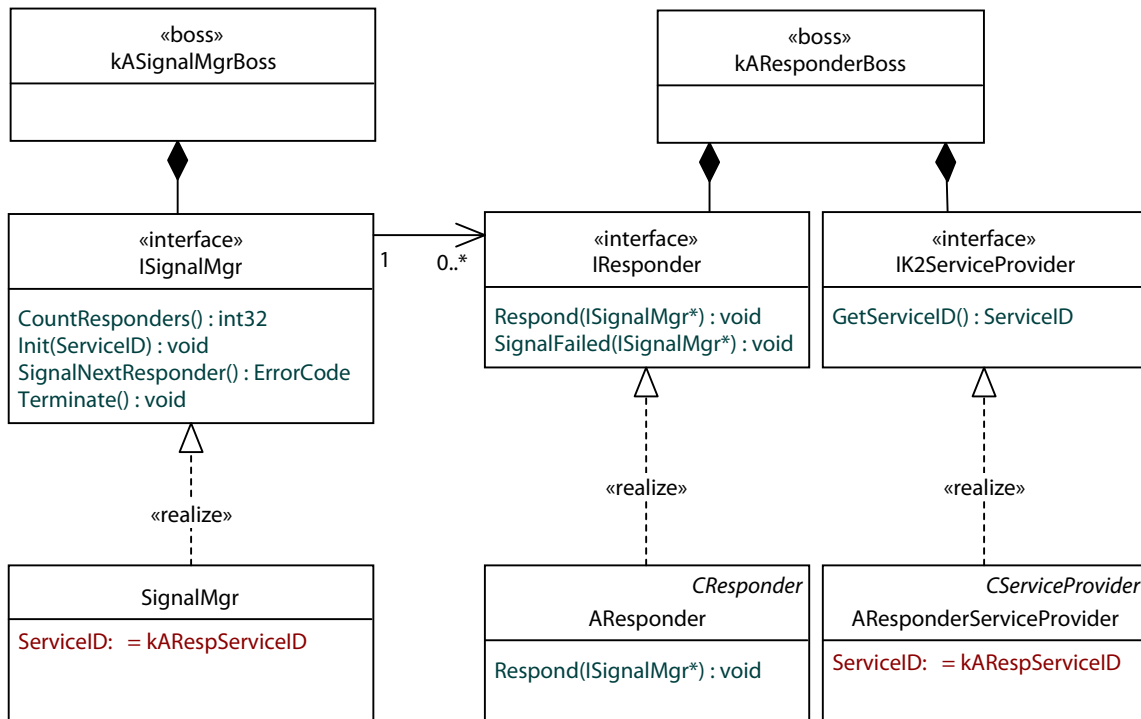 «boss»
kASignalMgrBoss
«boss»
kAResponderBoss
«interface»
ISignalMgr
CountResponders() : int32
Init(ServiceID) : void
SignalNextResponder() : ErrorCode
Terminate() : void
1
0..*
«interface»
IResponder
Respond(ISignalMgr*) : void
SignalFailed(ISignalMgr*) : void
«interface»
IK2ServiceProvider
GetServiceID() : ServiceID
«realize»
«realize»
«realize»
SignalMgr
ServiceID: = kARespServiceID
CResponder
AResponder
Respond(ISignalMgr*) : void
CServiceProvider
AResponderServiceProvider
ServiceID: = kARespServiceID